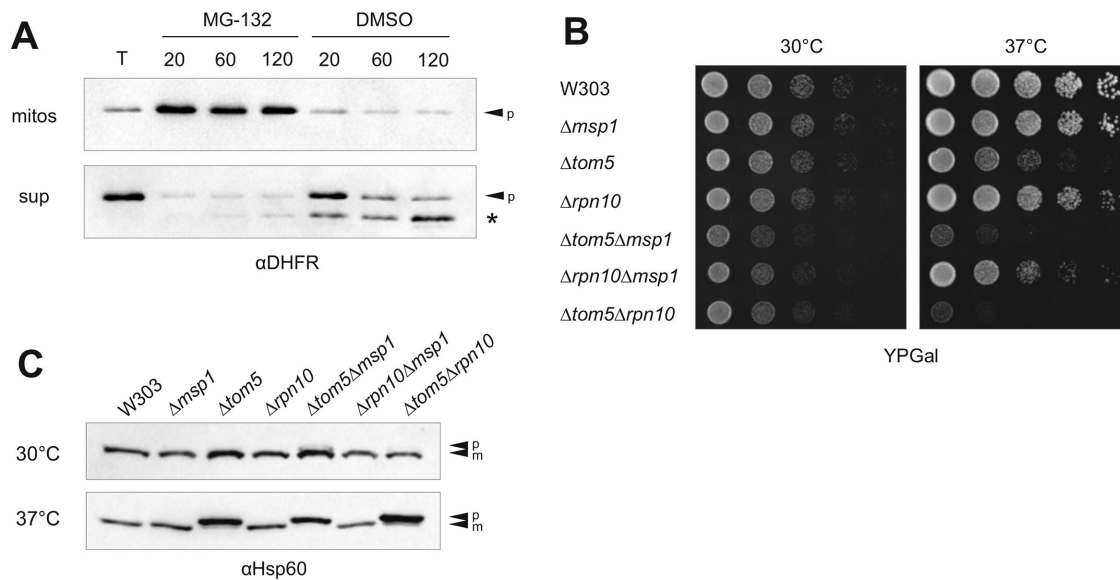 A
MG-132 DMSO
T 20 60 120 20 60 120
mitos p
sup p
*
αDHFR
B
30°C 37°C
W303
Δmsp1
Δtom5
Δrpn10
Δtom5Δmsp1
Δrpn10Δmsp1
Δtom5Δrpn10
YPGal
C
W303 Δmsp1 Δtom5 Δrpn10 Δtom5Δmsp1 Δrpn10Δmsp1 Δtom5Δrpn10
30°C p
m
37°C p
m
αHsp60